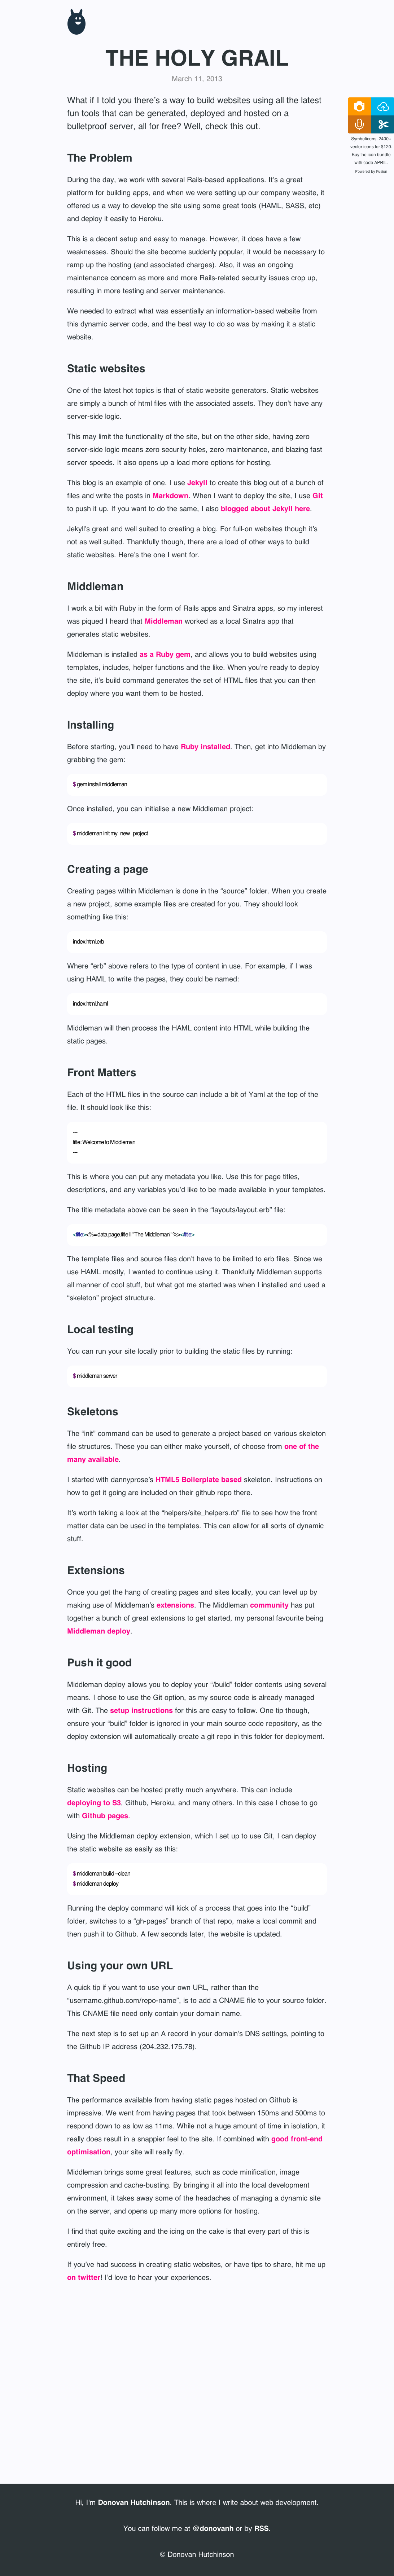 THE HOLY GRAIL
March 11, 2013
What if I told you there's a way to build websites using all the latest
fun tools that can be generated, deployed and hosted on a
bulletproof server, all for free? Well, check this out.
Symbolicons. 2400+
vector icons for $120.
Buy the icon bundle
with code APRIL.
Powered by Fusion
The Problem
During the day, we work with several Rails-based applications. It's a great
platform for building apps, and when we were setting up our company website, it
offered us a way to develop the site using some great tools (HAML, SASS, etc)
and deploy it easily to Heroku.
This is a decent setup and easy to manage. However, it does have a few
weaknesses. Should the site become suddenly popular, it would be necessary to
ramp up the hosting (and associated charges). Also, it was an ongoing
maintenance concern as more and more Rails-related security issues crop up,
resulting in more testing and server maintenance.
We needed to extract what was essentially an information-based website from
this dynamic server code, and the best way to do so was by making it a static
website.
Static websites
One of the latest hot topics is that of static website generators. Static websites
are simply a bunch of html files with the associated assets. They don't have any
server-side logic.
This may limit the functionality of the site, but on the other side, having zero
server-side logic means zero security holes, zero maintenance, and blazing fast
server speeds. It also opens up a load more options for hosting.
This blog is an example of one. I use Jekyll to create this blog out of a bunch of
files and write the posts in Markdown. When I want to deploy the site, I use Git
to push it up. If you want to do the same, I also blogged about Jekyll here.
Jekyll's great and well suited to creating a blog. For full-on websites though it's
not as well suited. Thankfully though, there are a load of other ways to build
static websites. Here's the one I went for.
Middleman
I work a bit with Ruby in the form of Rails apps and Sinatra apps, so my interest
was piqued I heard that Middleman worked as a local Sinatra app that
generates static websites.
Middleman is installed as a Ruby gem, and allows you to build websites using
templates, includes, helper functions and the like. When you're ready to deploy
the site, it's build command generates the set of HTML files that you can then
deploy where you want them to be hosted.
Installing
Before starting, you'll need to have Ruby installed. Then, get into Middleman by
grabbing the gem:
$ gem install middleman
Once installed, you can initialise a new Middleman project:
$ middleman init my_new_project
Creating a page
Creating pages within Middleman is done in the “source” folder. When you create
a new project, some example files are created for you. They should look
something like this:
index.html.erb
Where “erb” above refers to the type of content in use. For example, if I was
using HAML to write the pages, they could be named:
index.html.haml
Middleman will then process the HAML content into HTML while building the
static pages.
Front Matters
Each of the HTML files in the source can include a bit of Yaml at the top of the
file. It should look like this:
---
title: Welcome to Middleman
---
This is where you can put any metadata you like. Use this for page titles,
descriptions, and any variables you'd like to be made available in your templates.
The title metadata above can be seen in the “layouts/layout.erb” file:
<title><%= data.page.title || "The Middleman" %></title>
The template files and source files don't have to be limited to erb files. Since we
use HAML mostly, I wanted to continue using it. Thankfully Middleman supports
all manner of cool stuff, but what got me started was when I installed and used a
“skeleton” project structure.
Local testing
You can run your site locally prior to building the static files by running:
$ middleman server
Skeletons
The “init” command can be used to generate a project based on various skeleton
file structures. These you can either make yourself, of choose from one of the
many available.
I started with dannyprose's HTML5 Boilerplate based skeleton. Instructions on
how to get it going are included on their github repo there.
It's worth taking a look at the “helpers/site_helpers.rb” file to see how the front
matter data can be used in the templates. This can allow for all sorts of dynamic
stuff.
Extensions
Once you get the hang of creating pages and sites locally, you can level up by
making use of Middleman's extensions. The Middleman community has put
together a bunch of great extensions to get started, my personal favourite being
Middleman deploy.
Push it good
Middleman deploy allows you to deploy your “/build” folder contents using several
means. I chose to use the Git option, as my source code is already managed
with Git. The setup instructions for this are easy to follow. One tip though,
ensure your “build” folder is ignored in your main source code repository, as the
deploy extension will automatically create a git repo in this folder for deployment.
Hosting
Static websites can be hosted pretty much anywhere. This can include
deploying to S3, Github, Heroku, and many others. In this case I chose to go
with Github pages.
Using the Middleman deploy extension, which I set up to use Git, I can deploy
the static website as easily as this:
$ middleman build --clean
$ middleman deploy
Running the deploy command will kick of a process that goes into the “build”
folder, switches to a “gh-pages” branch of that repo, make a local commit and
then push it to Github. A few seconds later, the website is updated.
Using your own URL
A quick tip if you want to use your own URL, rather than the
“username.github.com/repo-name”, is to add a CNAME file to your source folder.
This CNAME file need only contain your domain name.
The next step is to set up an A record in your domain's DNS settings, pointing to
the Github IP address (204.232.175.78).
That Speed
The performance available from having static pages hosted on Github is
impressive. We went from having pages that took between 150ms and 500ms to
respond down to as low as 11ms. While not a huge amount of time in isolation, it
really does result in a snappier feel to the site. If combined with good front-end
optimisation, your site will really fly.
Middleman brings some great features, such as code minification, image
compression and cache-busting. By bringing it all into the local development
environment, it takes away some of the headaches of managing a dynamic site
on the server, and opens up many more options for hosting.
I find that quite exciting and the icing on the cake is that every part of this is
entirely free.
If you've had success in creating static websites, or have tips to share, hit me up
on twitter! I'd love to hear your experiences.
Hi, I'm Donovan Hutchinson. This is where I write about web development.
You can follow me at @donovanh or by RSS.
© Donovan Hutchinson